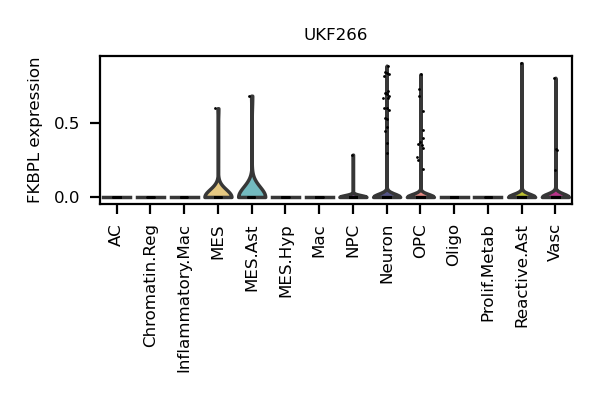 UKF266
FKBPL expression
0.5
0.0
AC
Chromatin.Reg
Inflammatory.Mac
MES
MES.Ast
MES.Hyp
Mac
NPC
Neuron
OPC
Oligo
Prolif.Metab
Reactive.Ast
Vasc